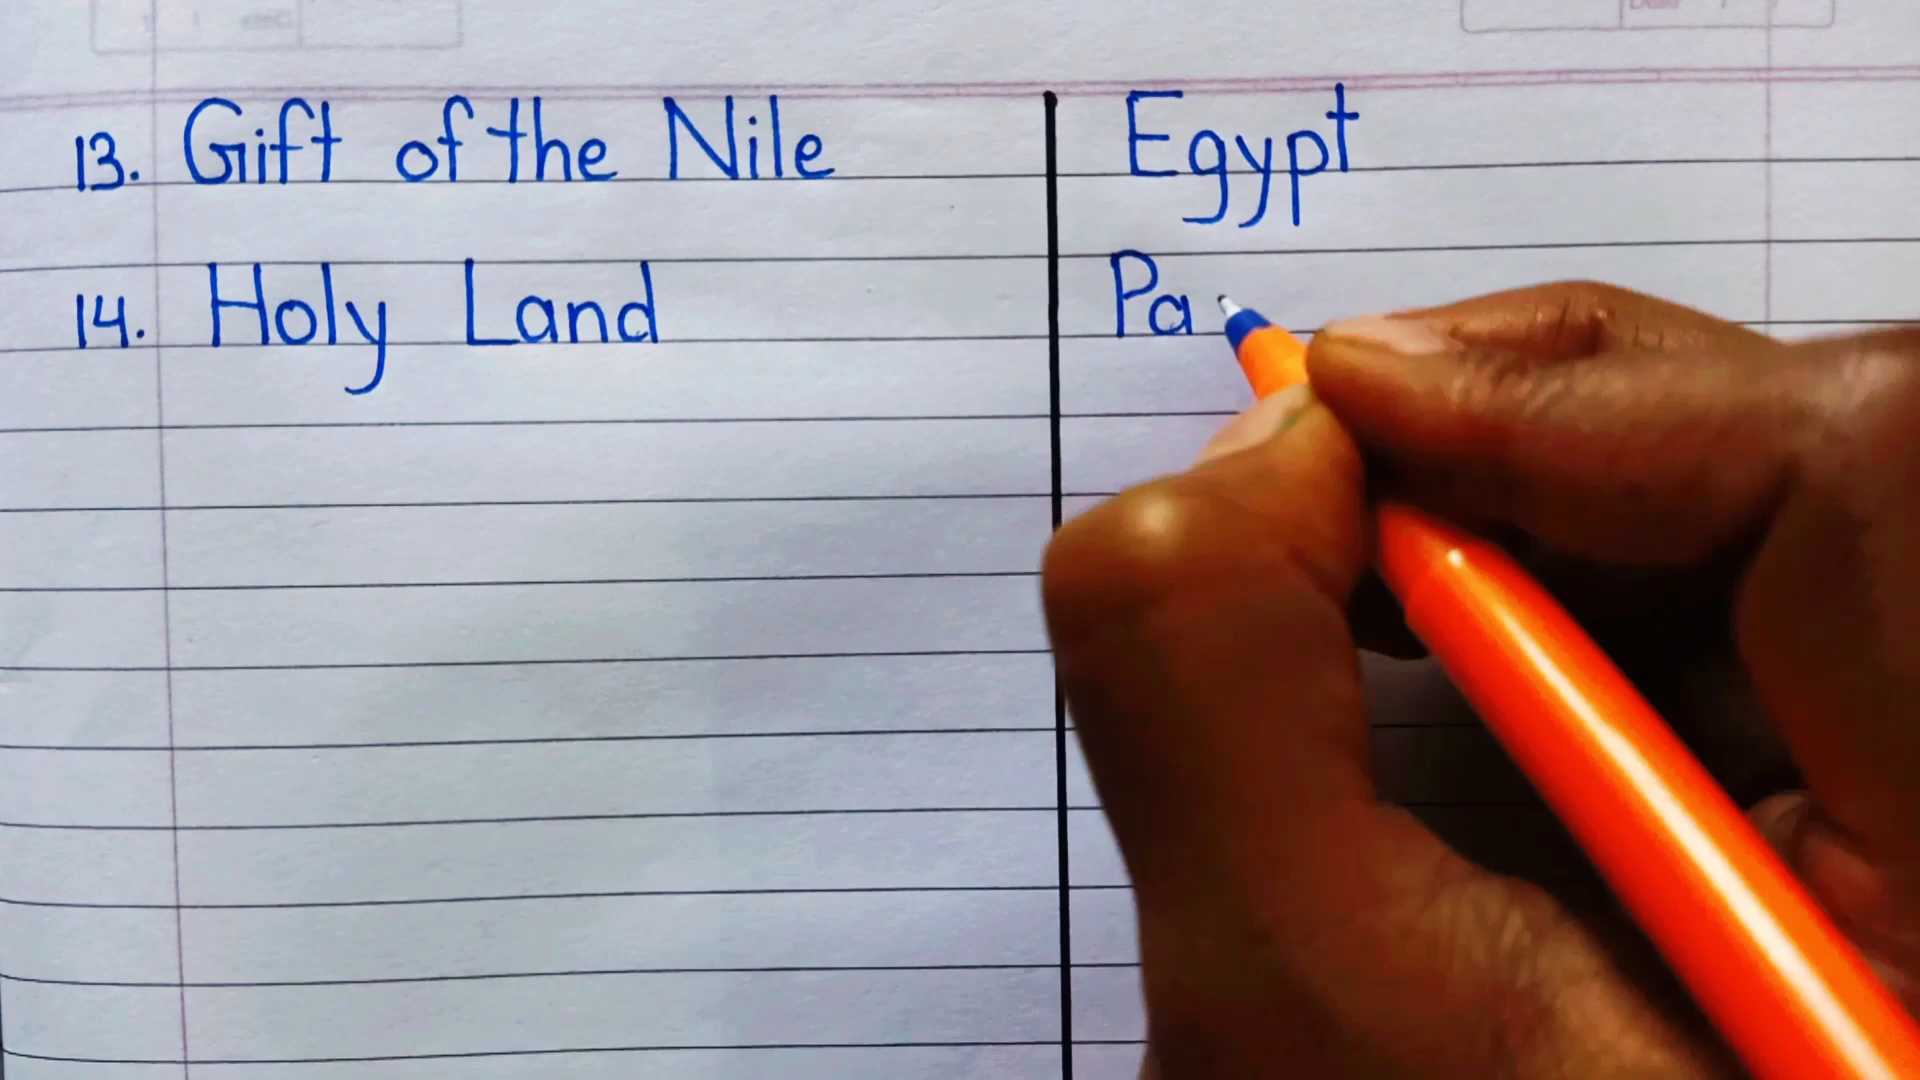 13. Gift of the Nile Egypt
14. Holy Land Pa